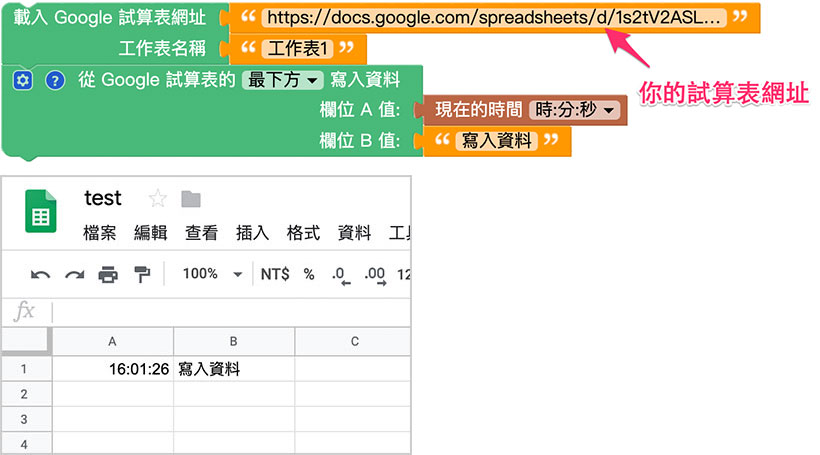 載入 Google 試算表網址 “ https://docs.google.com/spreadsheets/d/1s2tV2ASL... ”
工作表名稱 “ 工作表1 ”
? 從 Google 試算表的 最下方 寫入資料
你的試算表網址
欄位 A 值: 現在的時間 時:分:秒
欄位 B 值: “ 寫入資料 ”
test
檔案 編輯 查看 插入 格式 資料
100% NT$ % .0 .00 12
fx
A B C
1 16:01:26 寫入資料
2
3
4